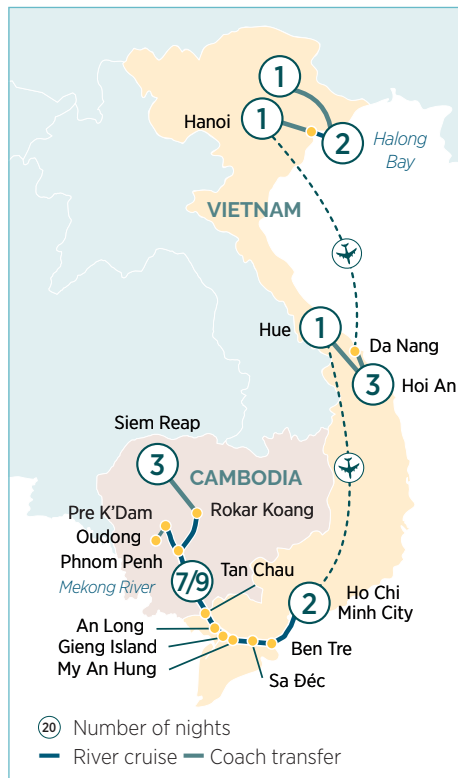 1
Hanoi
1
2
Halong
Bay
VIETNAM
Hue
1
Da Nang
3
Hoi An
Siem Reap
3
CAMBODIA
Pre K’Dam
Rokar Koang
Oudong
Phnom Penh
Mekong River
7/9
Tan Chau
2
Ho Chi
Minh City
An Long
Gieng Island
My An Hung
Ben Tre
Sa Déc
20 Number of nights
River cruise Coach transfer